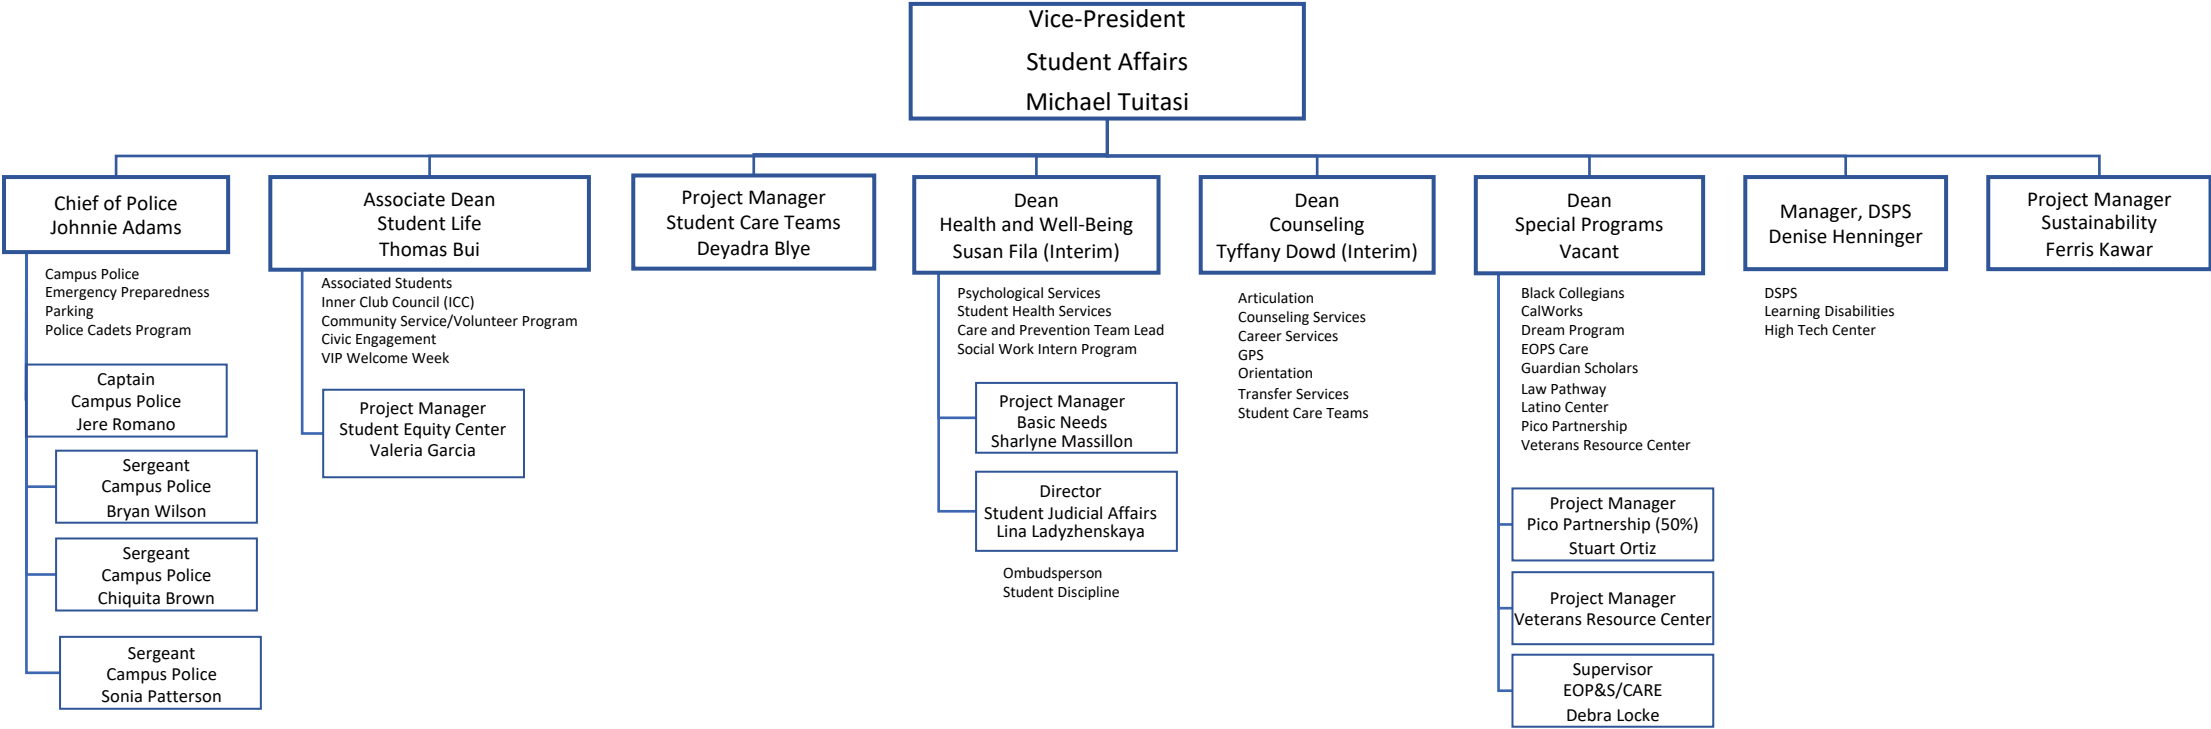 Vice-President
Student Affairs
Michael Tuitasi
Chief of Police
Johnnie Adams
Campus Police
Emergency Preparedness
Parking
Police Cadets Program
Captain
Campus Police
Jere Romano
Sergeant
Campus Police
Bryan Wilson
Sergeant
Campus Police
Chiquita Brown
Sergeant
Campus Police
Sonia Patterson
Associate Dean
Student Life
Thomas Bui
Associated Students
Inner Club Council (ICC)
Community Service/Volunteer Program
Civic Engagement
VIP Welcome Week
Project Manager
Student Equity Center
Valeria Garcia
Project Manager
Student Care Teams
Deyadra Blye
Dean
Health and Well-Being
Susan Fila (Interim)
Psychological Services
Student Health Services
Care and Prevention Team Lead
Social Work Intern Program
Project Manager
Basic Needs
Sharlyne Massillon
Director
Student Judicial Affairs
Lina Ladyzhenskaya
Ombudsperson
Student Discipline
Dean
Counseling
Tyffany Dowd (Interim)
Articulation
Counseling Services
Career Services
GPS
Orientation
Transfer Services
Student Care Teams
Dean
Special Programs
Vacant
Black Collegians
CalWorks
Dream Program
EOPS Care
Guardian Scholars
Law Pathway
Latino Center
Pico Partnership
Veterans Resource Center
Project Manager
Pico Partnership (50%)
Stuart Ortiz
Project Manager
Veterans Resource Center
Supervisor
EOP&S/CARE
Debra Locke
Manager, DSPS
Denise Henninger
DSPS
Learning Disabilities
High Tech Center
Project Manager
Sustainability
Ferris Kawar